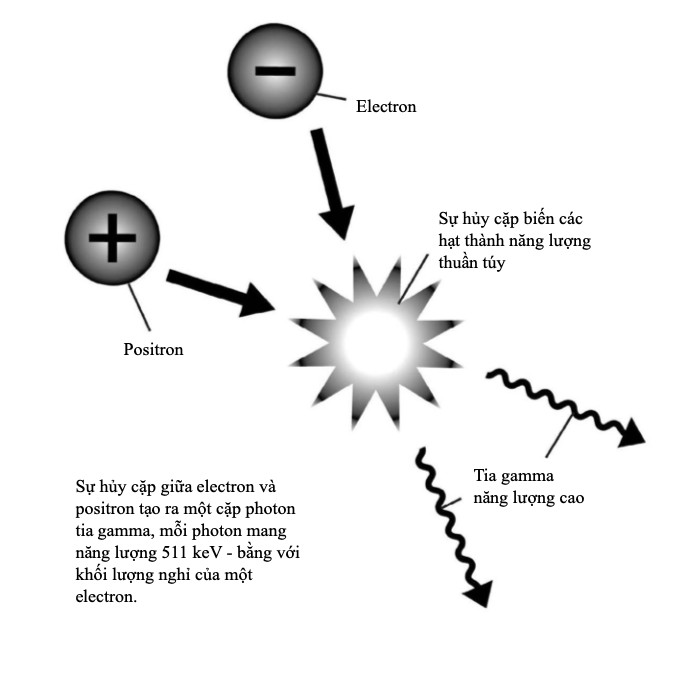 Electron
Sự hủy cặp biến các
hạt thành năng lượng
thuần túy
Positron
Tia gamma
năng lượng cao
Sự hủy cặp giữa electron và
positron tạo ra một cặp photon
tia gamma, mỗi photon mang
năng lượng 511 keV - bằng với
khối lượng nghỉ của một
electron.